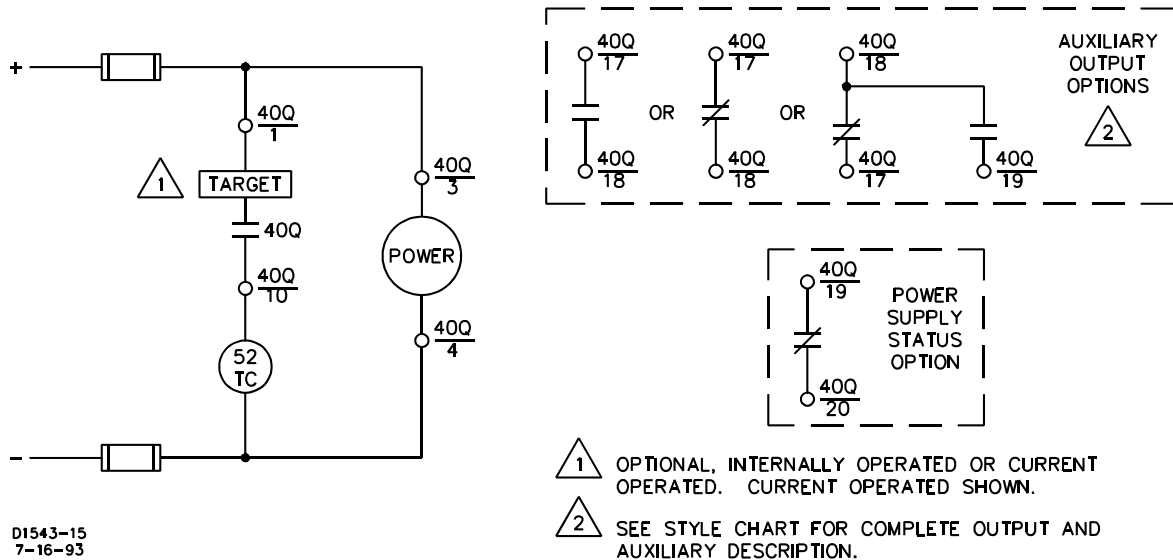 +
40Q
1
1
TARGET
40Q
40Q
10
52
TC
40Q
3
POWER
40Q
4
-
D1543-15
7-16-93
40Q
17
40Q
18
OR
40Q
17
40Q
18
OR
40Q
18
40Q
17
40Q
19
AUXILIARY
OUTPUT
OPTIONS
2
40Q
19
40Q
20
POWER
SUPPLY
STATUS
OPTION
1 OPTIONAL, INTERNALLY OPERATED OR CURRENT
OPERATED. CURRENT OPERATED SHOWN.
2 SEE STYLE CHART FOR COMPLETE OUTPUT AND
AUXILIARY DESCRIPTION.